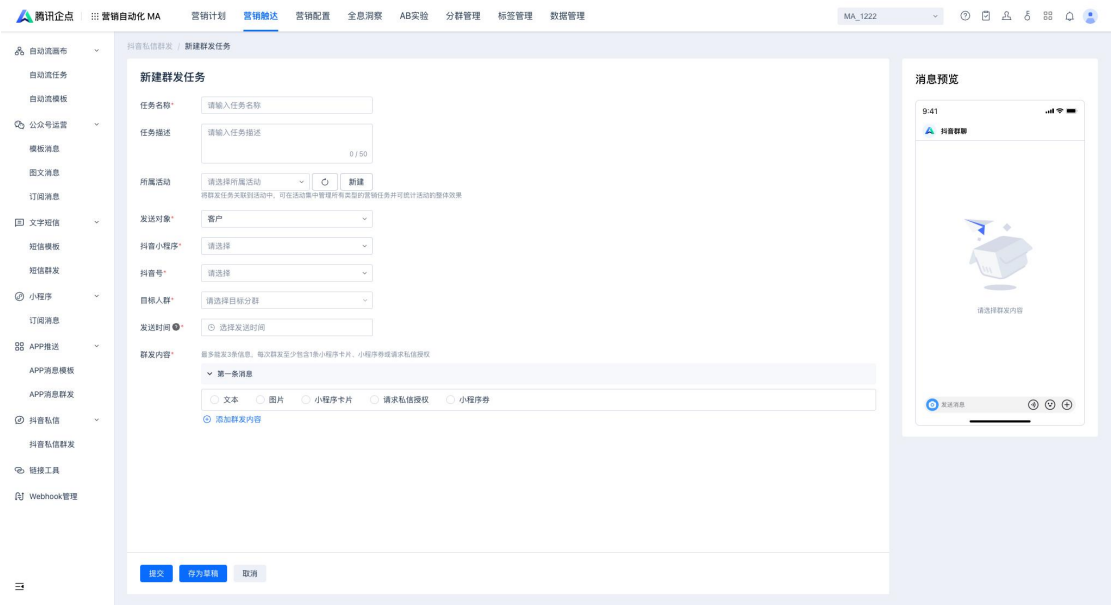 腾讯企点
营销自动化 MA
营销计划
营销触达
营销配置
全息洞察
AB实验
分群管理
标签管理
数据管理
MA_1222
自动流画布
自动流任务
自动流模板
公众号运营
模板消息
图文消息
订阅消息
文字短信
短信模板
短信群发
小程序
订阅消息
APP推送
APP消息模板
APP消息群发
抖音私信
抖音私信群发
链接工具
Webhook管理
抖音私信群发 / 新建群发任务
新建群发任务
任务名称*
请输入任务名称
任务描述
请输入任务描述
0 / 50
所属活动
请选择所属活动
新建
将群发任务关联到活动中，可在活动集中管理所有类型的营销任务并可统计活动的整体效果
发送对象*
客户
抖音小程序*
请选择
抖音号*
请选择
目标人群*
请选择目标分群
发送时间 *
选择发送时间
群发内容*
最多能发3条信息，每次群发至少包含1条小程序卡片、小程序券或请求私信授权
第一条消息
文本
图片
小程序卡片
请求私信授权
小程序券
添加群发内容
提交
存为草稿
取消
消息预览
9:41
抖音群聊
请选择群发内容
发送消息